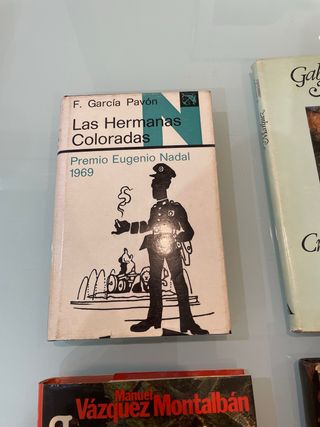 F. García Pavón
N
Las Hermanas
Coloradas
Premio Eugenio Nadal
1969
Manuel
Vázquez Montalbán